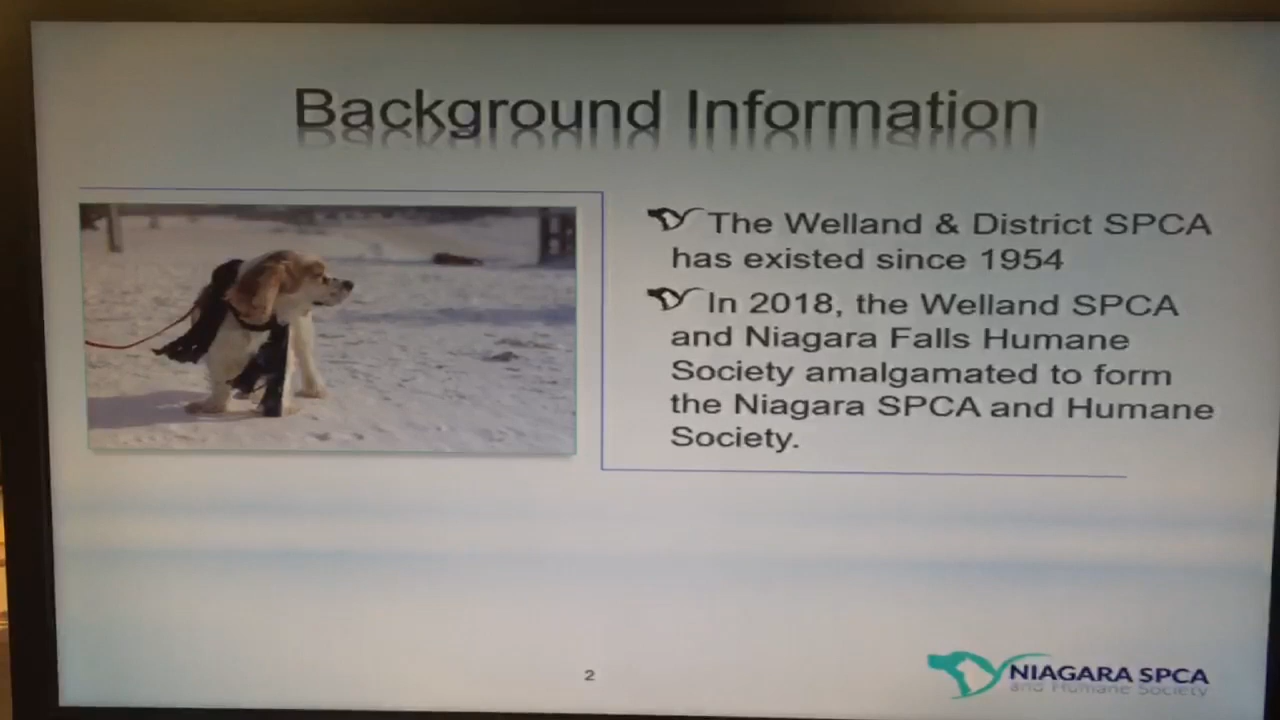 Background Information
The Welland & District SPCA
has existed since 1954
In 2018, the Welland SPCA
and Niagara Falls Humane
Society amalgamated to form
the Niagara SPCA and Humane
Society.
2
NIAGARA SPCA
and Humane Society